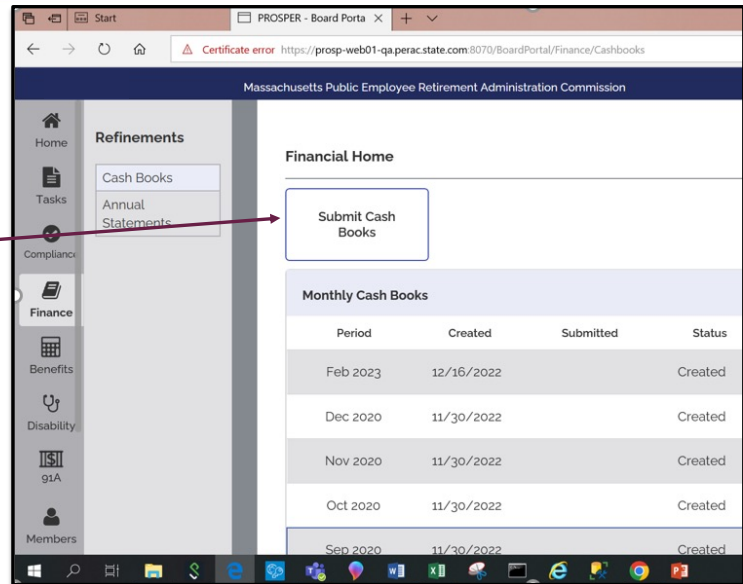 Start
PROSPER - Board Porta
Certificate error https://prosp-web01-qa.perac.state.com:8070/BoardPortal/Finance/Cashbooks
Massachusetts Public Employee Retirement Administration Commission
Home
Tasks
Compliance
Finance
Benefits
Disability
91A
Members
Refinements
Cash Books
Annual
Statements
Financial Home
Submit Cash
Books
Monthly Cash Books
Period Created Submitted Status
Feb 2023 12/16/2022 Created
Dec 2020 11/30/2022 Created
Nov 2020 11/30/2022 Created
Oct 2020 11/30/2022 Created
Sep 2020 11/30/2022 Created